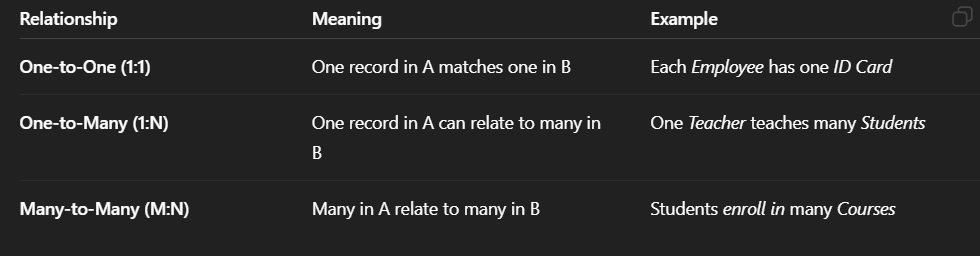 Relationship Meaning Example
One-to-One (1:1) One record in A matches one in B Each Employee has one ID Card
One-to-Many (1:N) One record in A can relate to many in One Teacher teaches many Students
B
Many-to-Many (M:N) Many in A relate to many in B Students enroll in many Courses